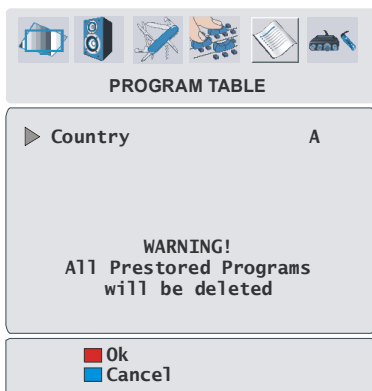 PROGRAM TABLE
Country A
WARNING!
All Prestored Programs
will be deleted
Ok
Cancel